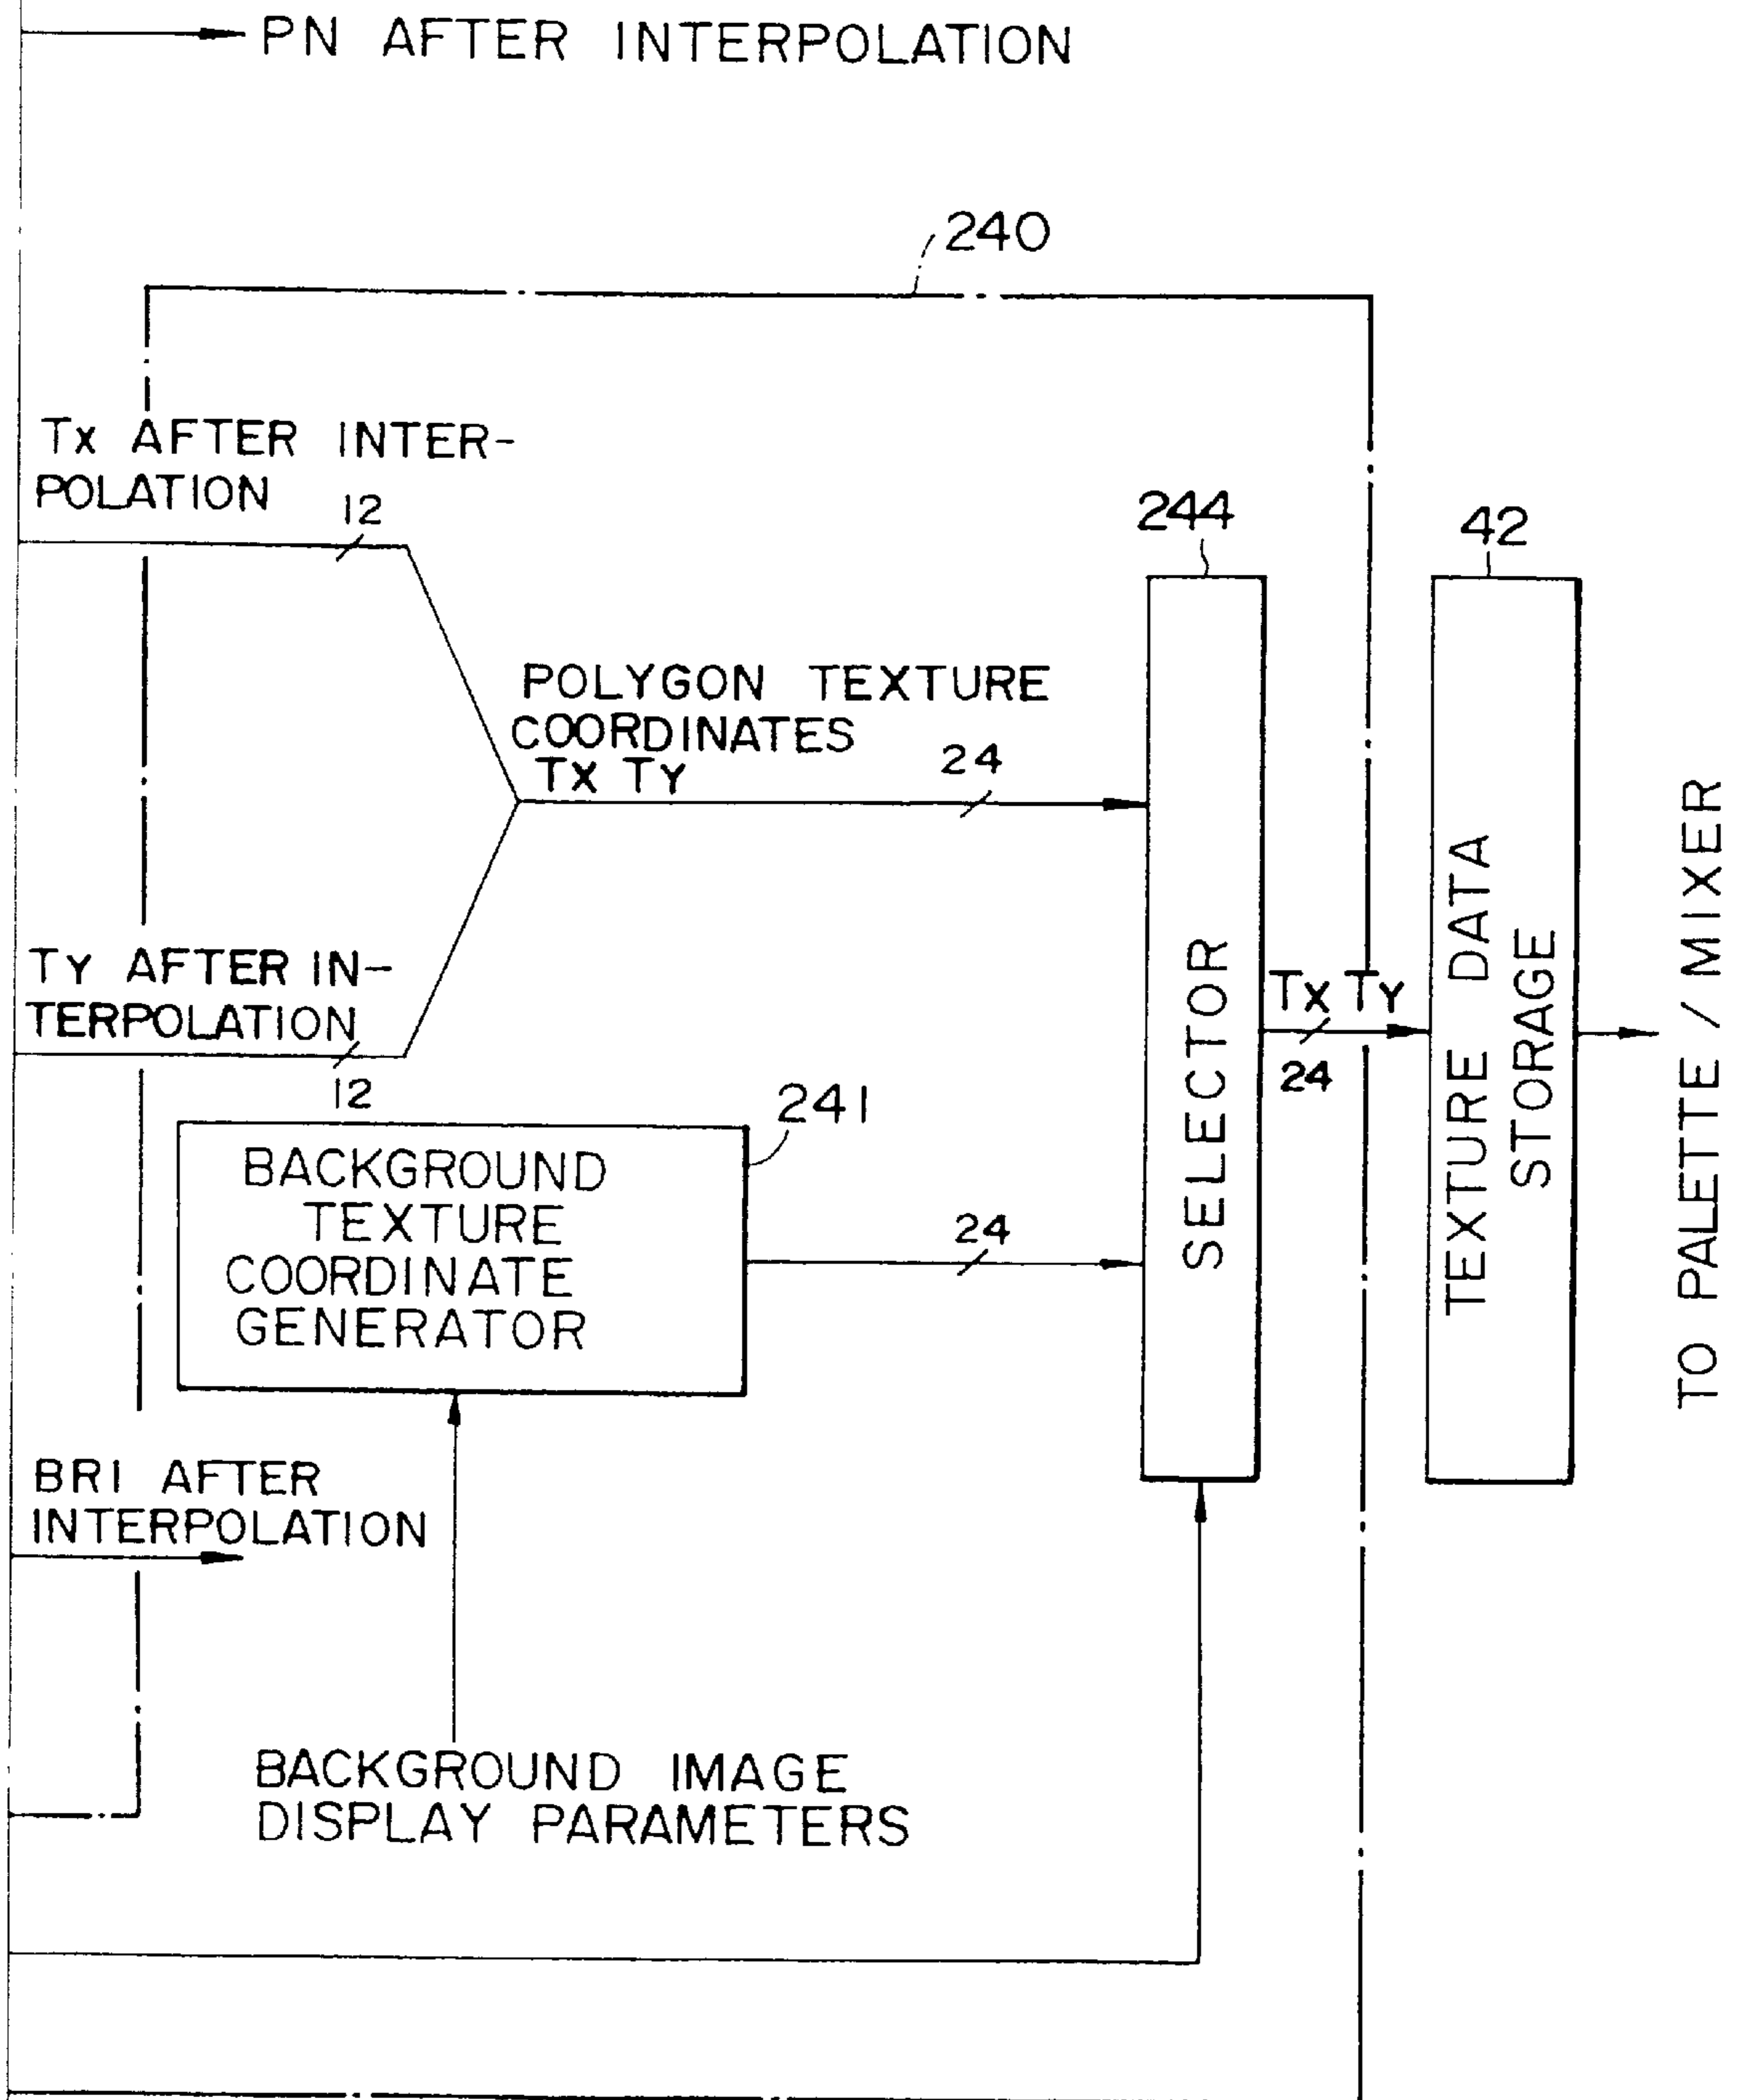 PN AFTER INTERPOLATION
240
Tx AFTER INTER-
POLATION
12
244
42
POLYGON TEXTURE
COORDINATES
TX TY
24
TY AFTER IN-
TERPOLATION
12
241
BACKGROUND
TEXTURE
COORDINATE
GENERATOR
24
SELECTOR
Tx TY
24
TEXTURE DATA
STORAGE
TO PALETTE / MIXER
BRI AFTER
INTERPOLATION
BACKGROUND IMAGE
DISPLAY PARAMETERS